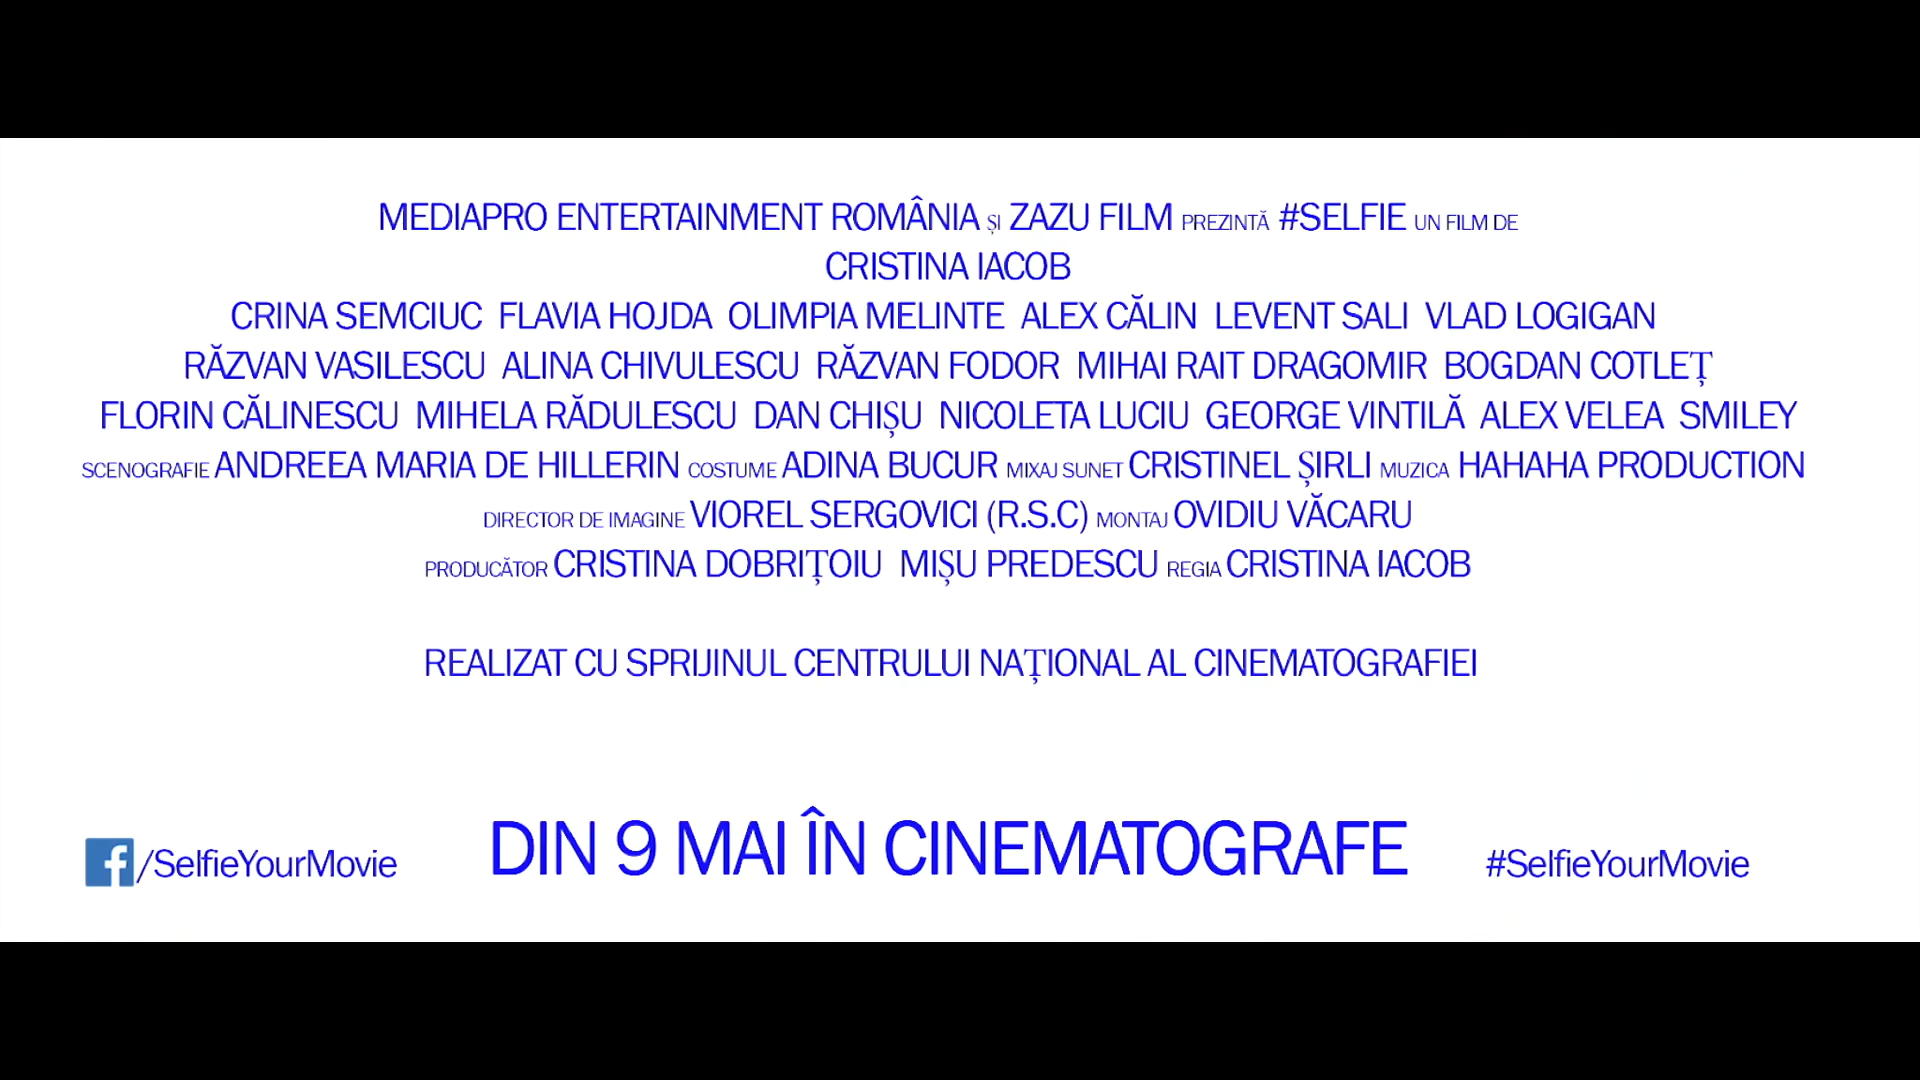 MEDIAPRO ENTERTAINMENT ROMÂNIA ȘI ZAZU FILM PREZINTĂ #SELFIE UN FILM DE
CRISTINA IACOB
CRINA SEMCIUC FLAVIA HOJDA OLIMPIA MELINTE ALEX CĂLIN LEVENT SALI VLAD LOGIGAN
RĂZVAN VASILESCU ALINA CHIVULESCU RĂZVAN FODOR MIHAI RAIT DRAGOMIR BOGDAN COTLEȚ
FLORIN CĂLINESCU MIHELA RĂDULESCU DAN CHIȘU NICOLETA LUCIU GEORGE VINTILĂ ALEX VELEA SMILEY
SCENOGRAFIE ANDREEA MARIA DE HILLERIN COSTUME ADINA BUCUR MIXAJ SUNET CRISTINEL ȘIRLI MUZICA HAHAHA PRODUCTION
DIRECTOR DE IMAGINE VIOREL SERGOVICI (R.S.C) MONTAJ OVIDIU VĂCARU
PRODUCĂTOR CRISTINA DOBRIȚOIU MIȘU PREDESCU REGIA CRISTINA IACOB
REALIZAT CU SPRIJINUL CENTRULUI NAȚIONAL AL CINEMATOGRAFIEI
f/SelfieYourMovie
DIN 9 MAI ÎN CINEMATOGRAFE
#SelfieYourMovie